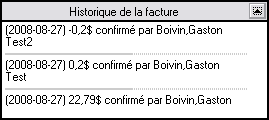 Historique de la facture
(2008-08-27) -0,2$ confirmé par Boivin,Gaston
Test2
(2008-08-27) 0,2$ confirmé par Boivin,Gaston
Test
(2008-08-27) 22,79$ confirmé par Boivin,Gaston